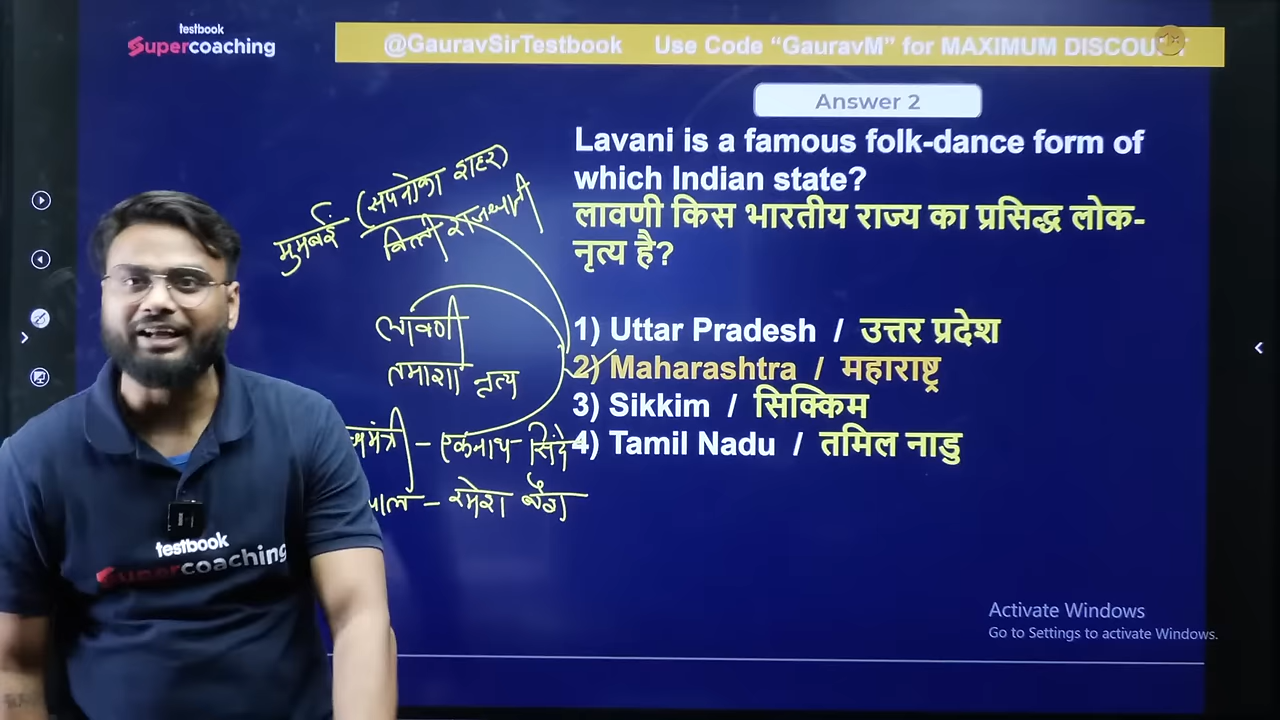 testbook
Supercoaching
@GauravSirTestbook Use Code “GauravM” for MAXIMUM DISCOUNT
Answer 2
Lavani is a famous folk-dance form of
which Indian state?
लावणी किस भारतीय राज्य का प्रसिद्ध लोक-
नृत्य है?
1) Uttar Pradesh / उत्तर प्रदेश
2) Maharashtra / महाराष्ट्र
3) Sikkim / सिक्किम
4) Tamil Nadu / तमिल नाडु
मुम्बई (सपनोका शहर)
राजधानी
लावणी
तमाशा नृत्य
– एकनाथ सिंदे
– रमेश बैश
testbook
Supercoaching
Activate Windows
Go to Settings to activate Windows.